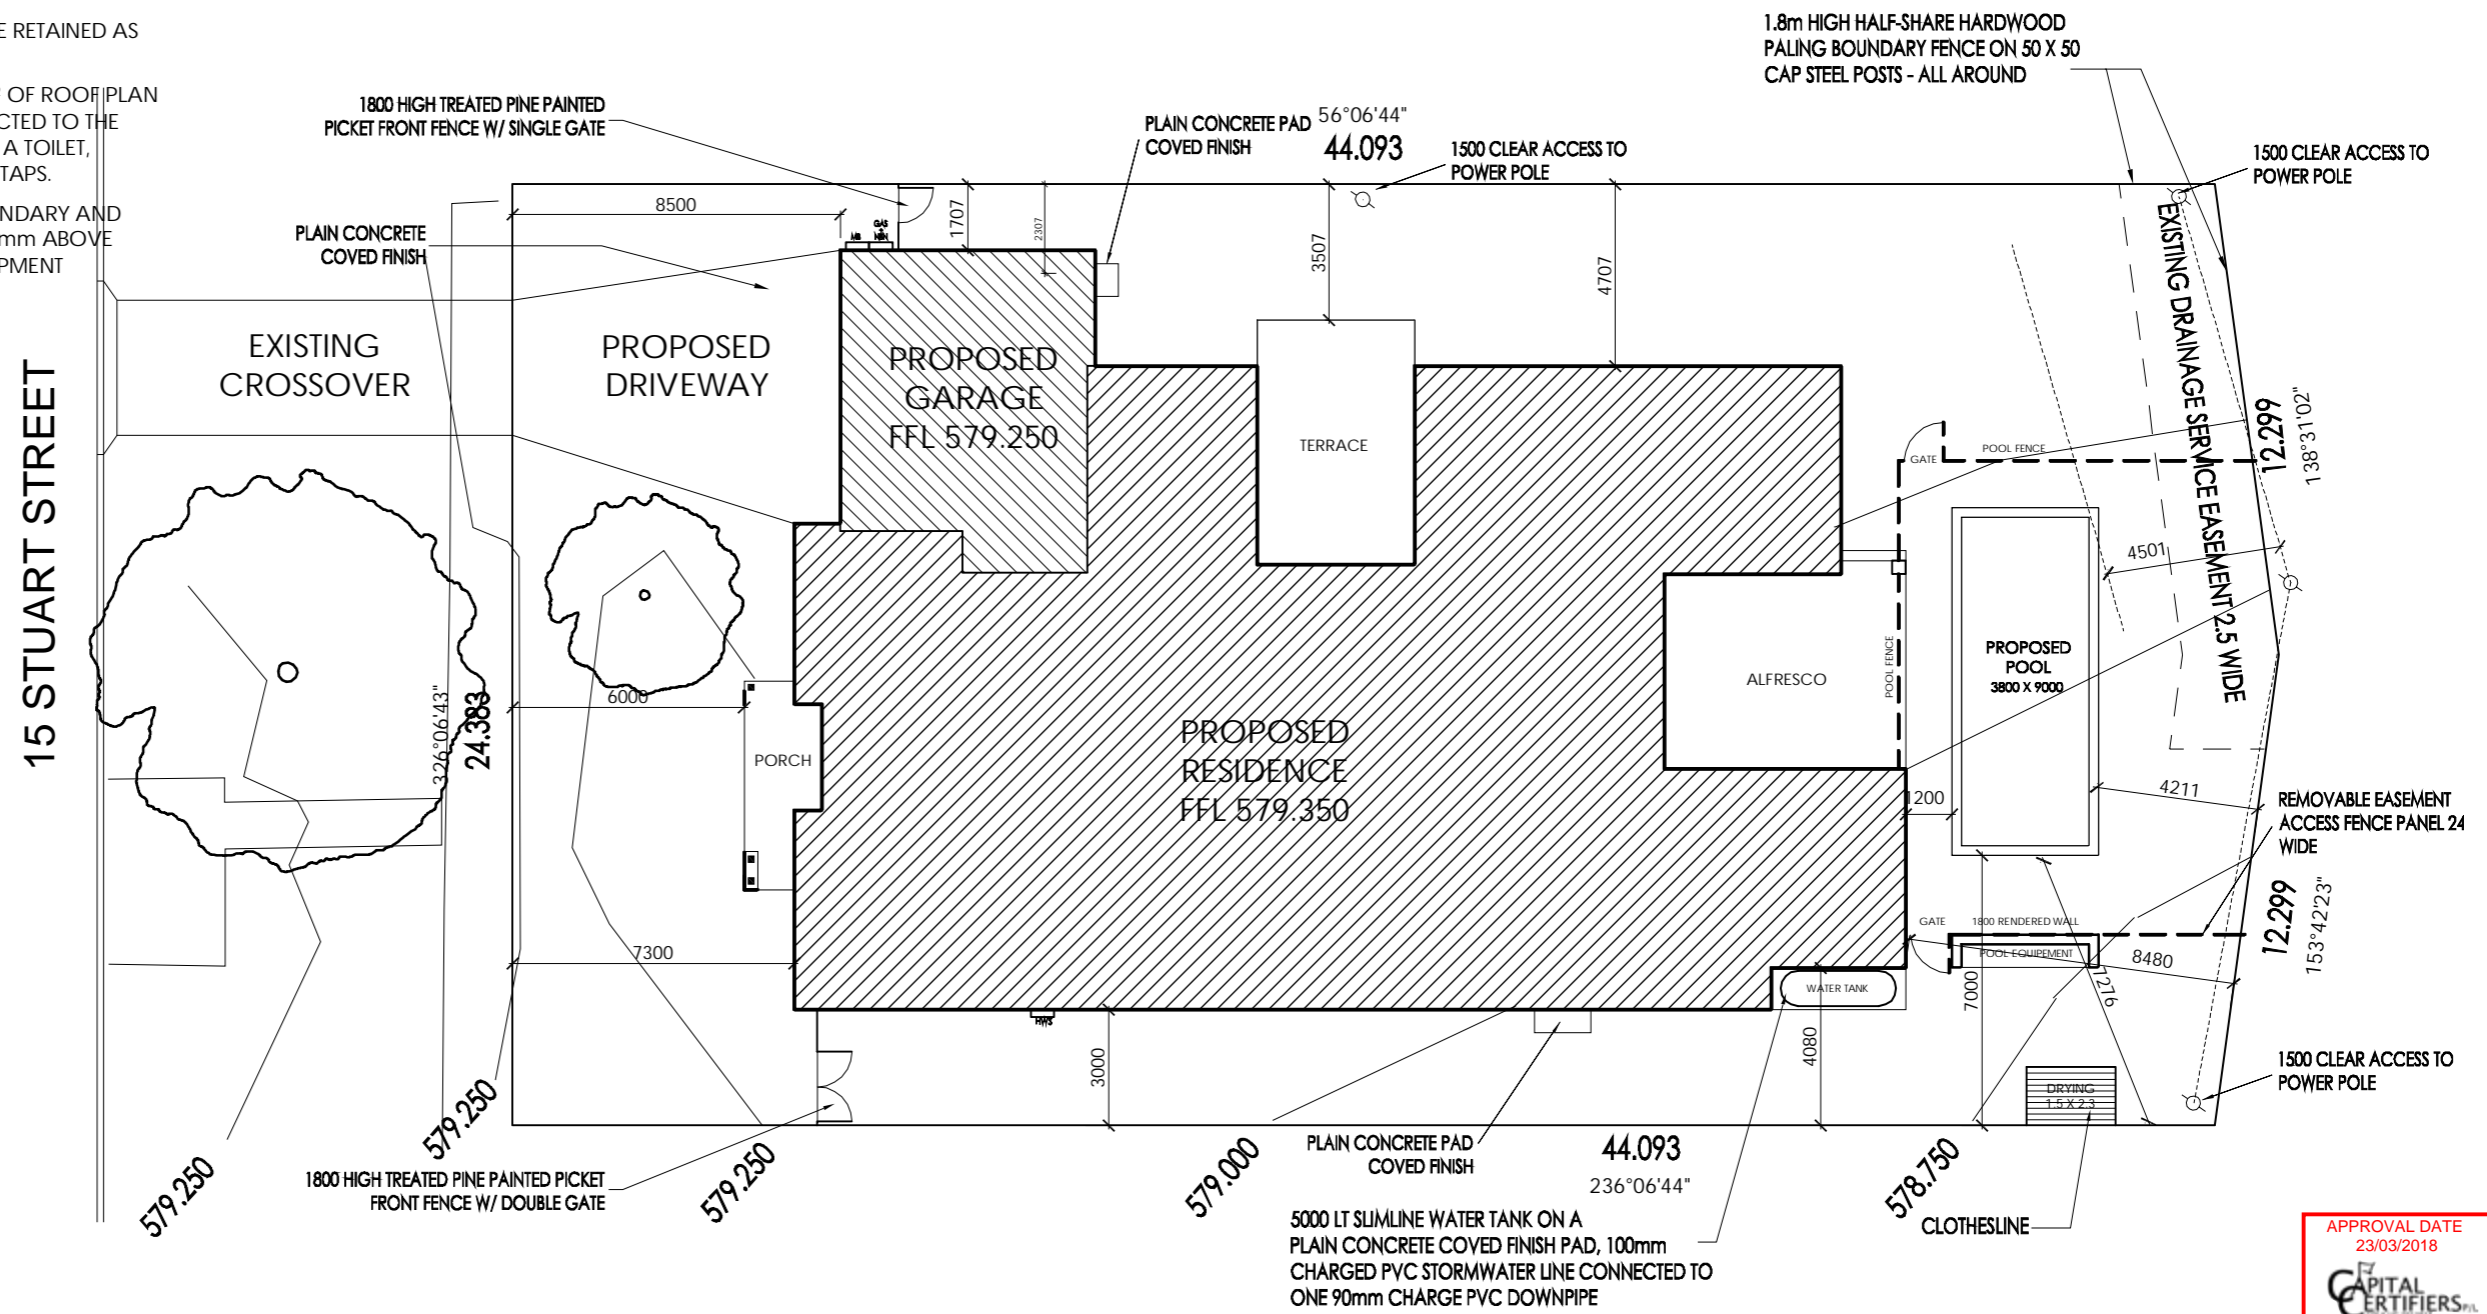 E RETAINED AS
OF ROOF PLAN
CTED TO THE
A TOILET,
TAPS.
NDARY AND
mm ABOVE
PMENT
1800 HIGH TREATED PINE PAINTED
PICKET FRONT FENCE W/ SINGLE GATE
PLAIN CONCRETE
COVED FINISH
PLAIN CONCRETE PAD
COVED FINISH
56°06'44"
44.093
1500 CLEAR ACCESS TO
POWER POLE
1.8m HIGH HALF-SHARE HARDWOOD
PALING BOUNDARY FENCE ON 50 X 50
CAP STEEL POSTS - ALL AROUND
1500 CLEAR ACCESS TO
POWER POLE
8500
MB
GAS
1707
2307
3507
4707
15 STUART STREET
EXISTING
CROSSOVER
PROPOSED
DRIVEWAY
PROPOSED
GARAGE
FFL 579.250
TERRACE
EXISTING DRAINAGE SERVICE EASEMENT 2.5 WIDE
12.299
138°31'02"
GATE
POOL FENCE
4501
326°06'43"
24.383
6000
PORCH
PROPOSED
RESIDENCE
FFL 579.350
ALFRESCO
POOL FENCE
PROPOSED
POOL
3800 X 9000
1200
4211
REMOVABLE EASEMENT
ACCESS FENCE PANEL 24
WIDE
12.299
153°42'23"
7300
GATE
1800 RENDERED WALL
POOL EQUIPEMENT
8480
7000
7276
WATER TANK
HWS
3000
4080
DRYING
1.5 X 2.3
1500 CLEAR ACCESS TO
POWER POLE
579.250
579.250
579.250
579.000
578.750
1800 HIGH TREATED PINE PAINTED PICKET
FRONT FENCE W/ DOUBLE GATE
PLAIN CONCRETE PAD
COVED FINISH
44.093
236°06'44"
5000 LT SLIMLINE WATER TANK ON A
PLAIN CONCRETE COVED FINISH PAD, 100mm
CHARGED PVC STORMWATER LINE CONNECTED TO
ONE 90mm CHARGE PVC DOWNPIPE
CLOTHESLINE
APPROVAL DATE
23/03/2018
CAPITAL
CERTIFIERS P/L